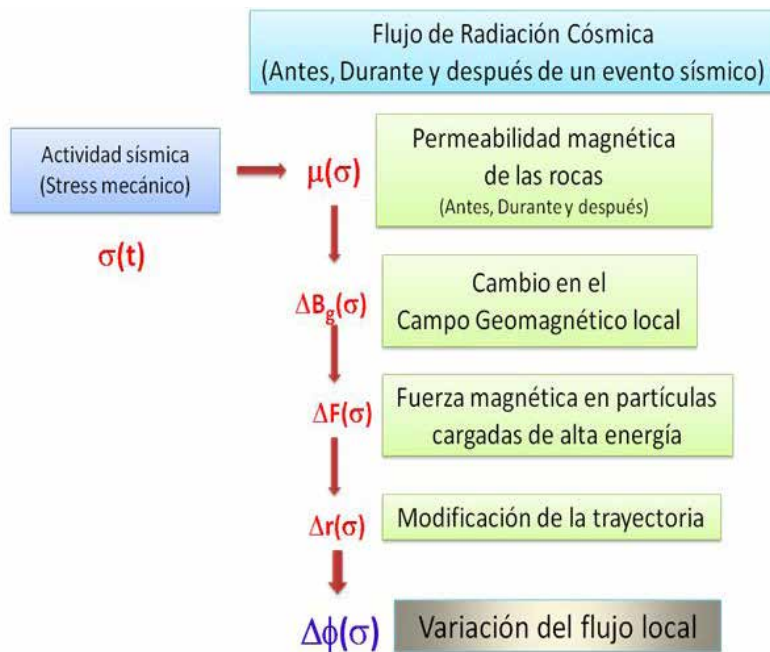 Flujo de Radiación Cósmica
(Antes, Durante y después de un evento sísmico)
Actividad sísmica
(Stress mecánico)
σ(t)
μ(σ)
Permeabilidad magnética
de las rocas
(Antes, Durante y después)
ΔBg(σ)
Cambio en el
Campo Geomagnético local
ΔF(σ)
Fuerza magnética en partículas
cargadas de alta energía
Δr(σ)
Modificación de la trayectoria
Δϕ(σ)
Variación del flujo local